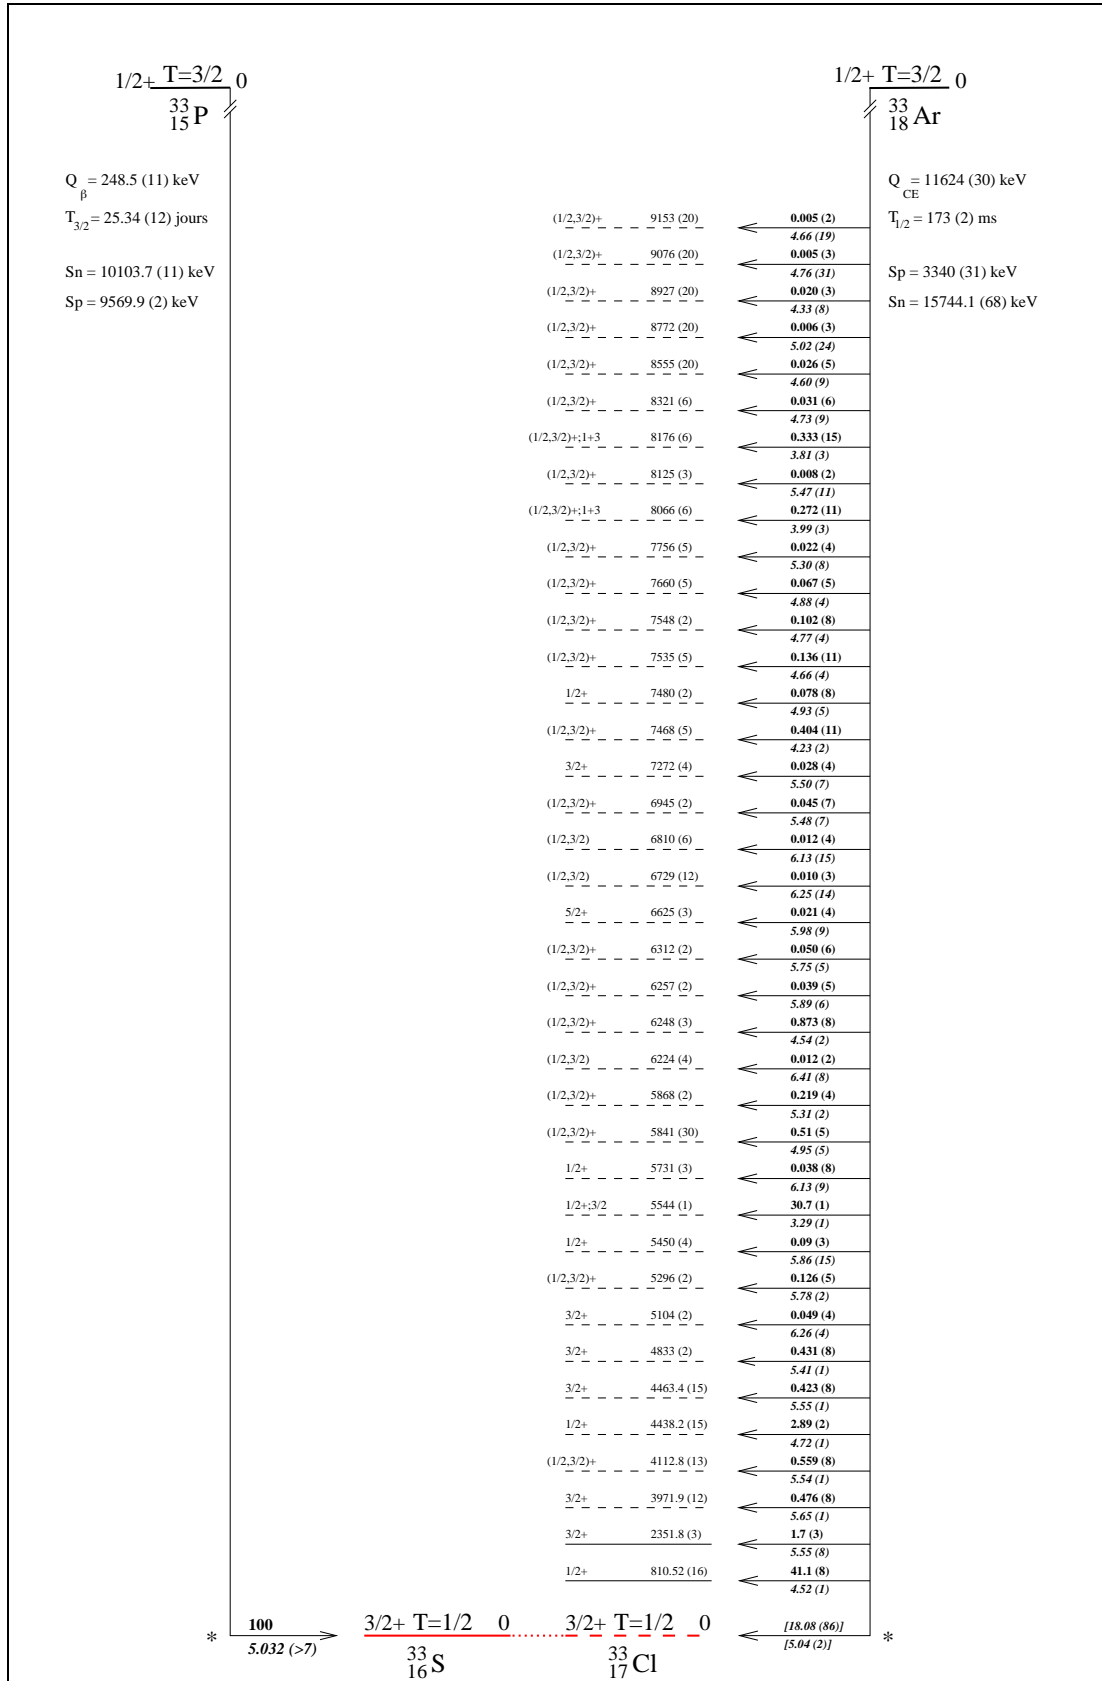 1/2+ T=3/2 0
33
15 P
1/2+ T=3/2 0
33
18 Ar
Qβ = 248.5 (11) keV
T3/2 = 25.34 (12) jours
Sn = 10103.7 (11) keV
Sp = 9569.9 (2) keV
QCE = 11624 (30) keV
T1/2 = 173 (2) ms
Sp = 3340 (31) keV
Sn = 15744.1 (68) keV
(1/2,3/2)+ 9153 (20) 0.005 (2)
4.66 (19)
(1/2,3/2)+ 9076 (20) 0.005 (3)
4.76 (31)
(1/2,3/2)+ 8927 (20) 0.020 (3)
4.33 (8)
(1/2,3/2)+ 8772 (20) 0.006 (3)
5.02 (24)
(1/2,3/2)+ 8555 (20) 0.026 (5)
4.60 (9)
(1/2,3/2)+ 8321 (6) 0.031 (6)
4.73 (9)
(1/2,3/2)+;1+3 8176 (6) 0.333 (15)
3.81 (3)
(1/2,3/2)+ 8125 (3) 0.008 (2)
5.47 (11)
(1/2,3/2)+;1+3 8066 (6) 0.272 (11)
3.99 (3)
(1/2,3/2)+ 7756 (5) 0.022 (4)
5.30 (8)
(1/2,3/2)+ 7660 (5) 0.067 (5)
4.88 (4)
(1/2,3/2)+ 7548 (2) 0.102 (8)
4.77 (4)
(1/2,3/2)+ 7535 (5) 0.136 (11)
4.66 (4)
1/2+ 7480 (2) 0.078 (8)
4.93 (5)
(1/2,3/2)+ 7468 (5) 0.404 (11)
4.23 (2)
3/2+ 7272 (4) 0.028 (4)
5.50 (7)
(1/2,3/2)+ 6945 (2) 0.045 (7)
5.48 (7)
(1/2,3/2) 6810 (6) 0.012 (4)
6.13 (15)
(1/2,3/2) 6729 (12) 0.010 (3)
6.25 (14)
5/2+ 6625 (3) 0.021 (4)
5.98 (9)
(1/2,3/2)+ 6312 (2) 0.050 (6)
5.75 (5)
(1/2,3/2)+ 6257 (2) 0.039 (5)
5.89 (6)
(1/2,3/2)+ 6248 (3) 0.873 (8)
4.54 (2)
(1/2,3/2) 6224 (4) 0.012 (2)
6.41 (8)
(1/2,3/2)+ 5868 (2) 0.219 (4)
5.31 (2)
(1/2,3/2)+ 5841 (30) 0.51 (5)
4.95 (5)
1/2+ 5731 (3) 0.038 (8)
6.13 (9)
1/2+;3/2 5544 (1) 30.7 (1)
3.29 (1)
1/2+ 5450 (4) 0.09 (3)
5.86 (15)
(1/2,3/2)+ 5296 (2) 0.126 (5)
5.78 (2)
3/2+ 5104 (2) 0.049 (4)
6.26 (4)
3/2+ 4833 (2) 0.431 (8)
5.41 (1)
3/2+ 4463.4 (15) 0.423 (8)
5.55 (1)
1/2+ 4438.2 (15) 2.89 (2)
4.72 (1)
(1/2,3/2)+ 4112.8 (13) 0.559 (8)
5.54 (1)
3/2+ 3971.9 (12) 0.476 (8)
5.65 (1)
3/2+ 2351.8 (3) 1.7 (3)
5.55 (8)
1/2+ 810.52 (16) 41.1 (8)
4.52 (1)
* 100
5.032 (>7)
3/2+ T=1/2 0
33
16 S
3/2+ T=1/2 0
33
17 Cl
[18.08 (86)] *
[5.04 (2)]